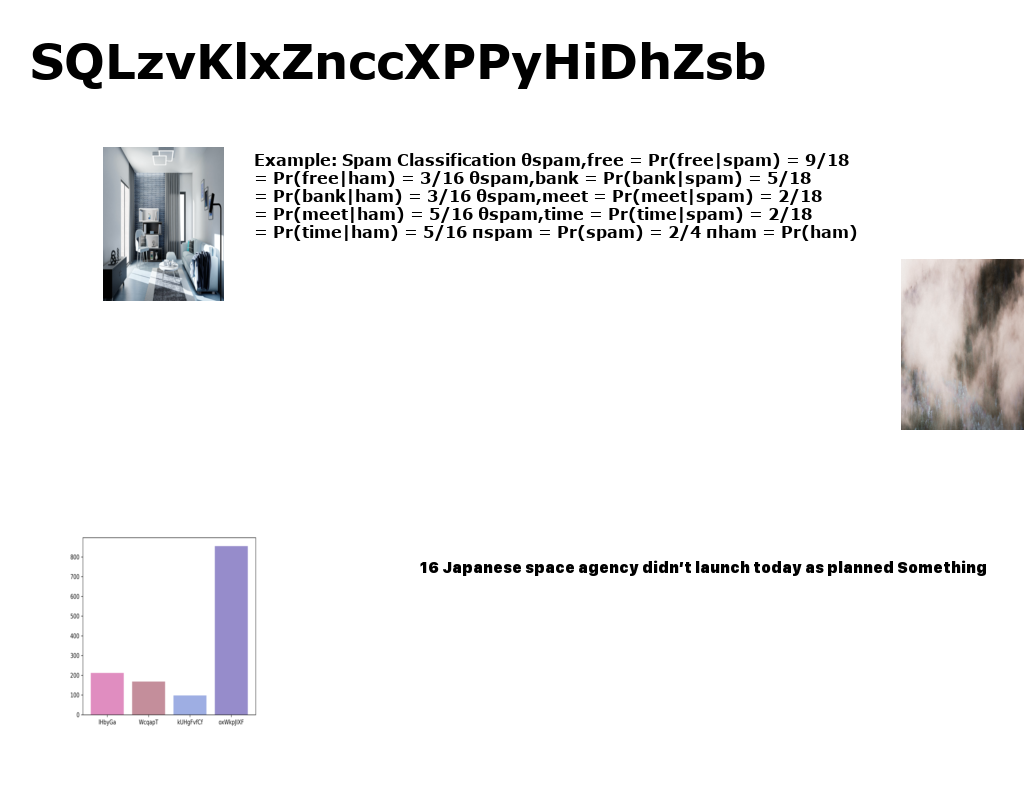 SQLzvKlxZnccXPPyHiDhZsb
Example: Spam Classification θspam,free = Pr(free|spam) = 9/18
= Pr(free|ham) = 3/16 θspam,bank = Pr(bank|spam) = 5/18
= Pr(bank|ham) = 3/16 θspam,meet = Pr(meet|spam) = 2/18
= Pr(meet|ham) = 5/16 θspam,time = Pr(time|spam) = 2/18
= Pr(time|ham) = 5/16 πspam = Pr(spam) = 2/4 πham = Pr(ham)
16 Japanese space agency didn’t launch today as planned Something
800
700
600
500
400
300
200
100
0
WcqapT